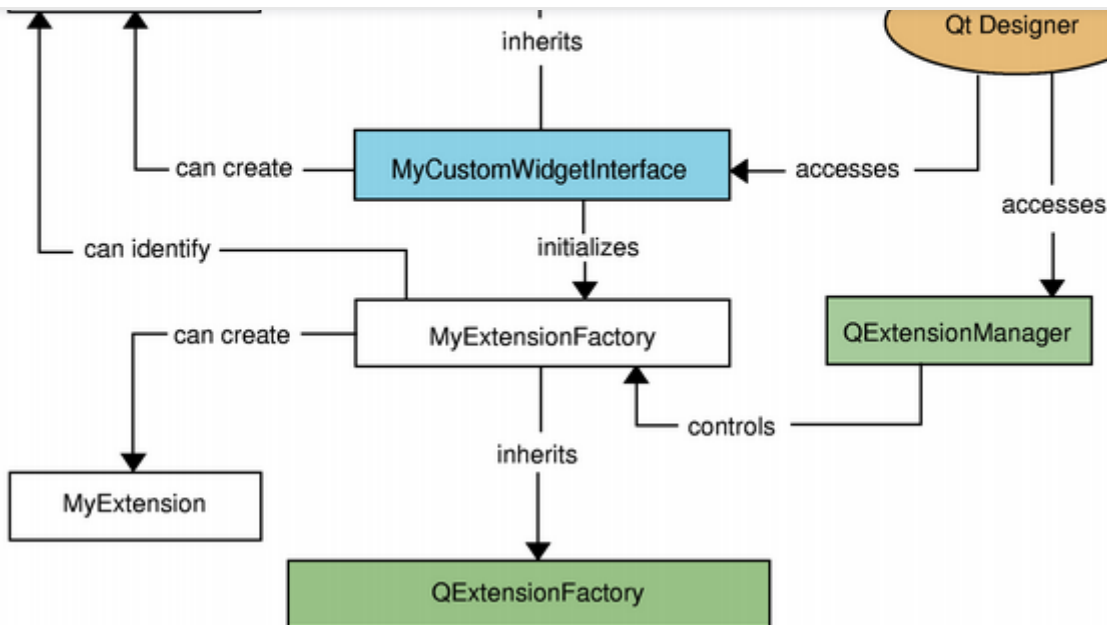 inherits
Qt Designer
can create
MyCustomWidgetInterface
accesses
accesses
can identify
initializes
can create
MyExtensionFactory
QExtensionManager
controls
inherits
MyExtension
QExtensionFactory